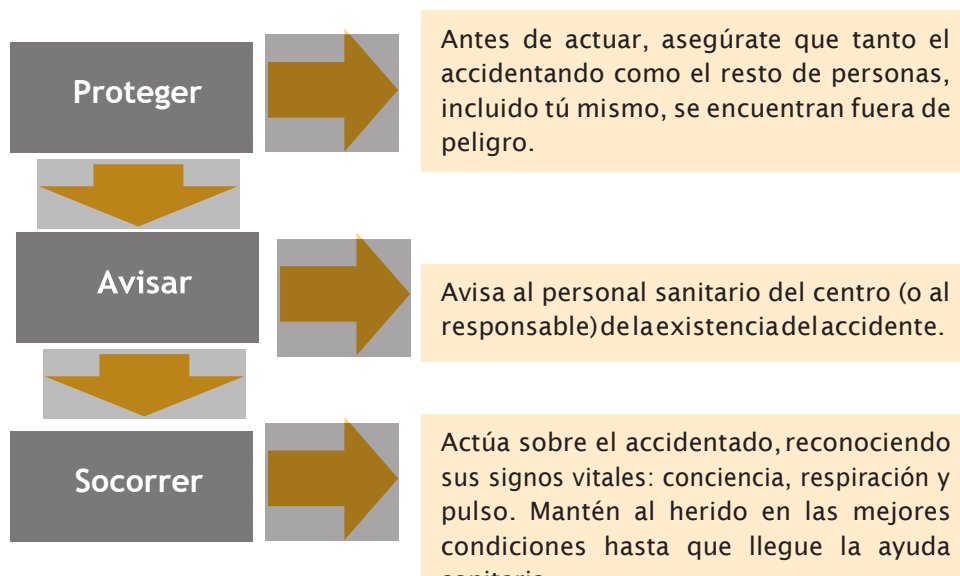 Proteger
Antes de actuar, asegúrate que tanto el
accidentando como el resto de personas,
incluido tú mismo, se encuentran fuera de
peligro.
Avisar
Avisa al personal sanitario del centro (o al
responsable)delaexistenciadelaccidente.
Socorrer
Actúa sobre el accidentado, reconociendo
sus signos vitales: conciencia, respiración y
pulso. Mantén al herido en las mejores
condiciones hasta que llegue la ayuda